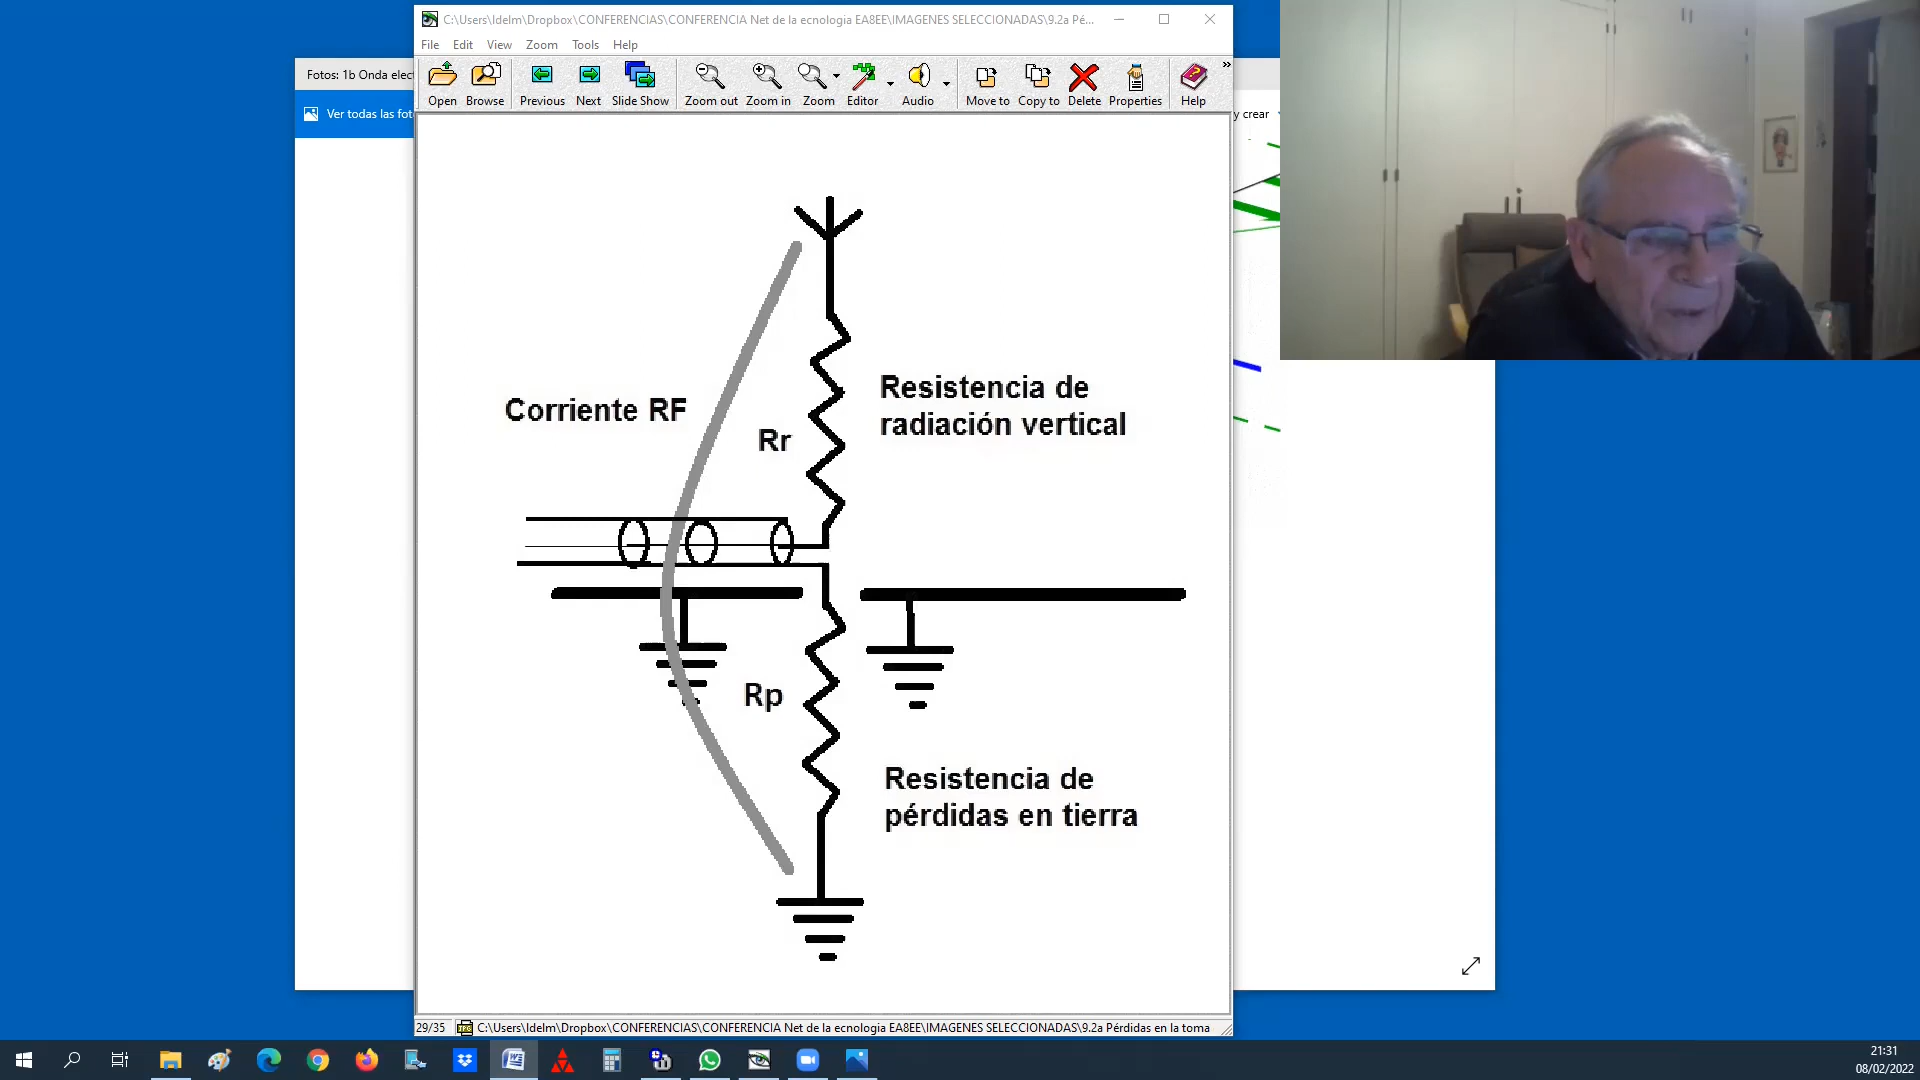 C:\Users\Idelm\Dropbox\CONFERENCIAS\CONFERENCIA Net de la ecnologia EA8EE\IMAGENES SELECCIONADAS\9.2a Pé...
File Edit View Zoom Tools Help
Fotos: 1b Onda elect
Open Browse Previous Next Slide Show Zoom out Zoom in Zoom Editor Audio Move to Copy to Delete Properties Help
Ver todas las fot
y crear
Resistencia de
radiación vertical
Corriente RF
Rr
Rp
Resistencia de
pérdidas en tierra
29/35 C:\Users\Idelm\Dropbox\CONFERENCIAS\CONFERENCIA Net de la ecnologia EA8EE\IMAGENES SELECCIONADAS\9.2a Pérdidas en la toma
21:31
08/02/2022